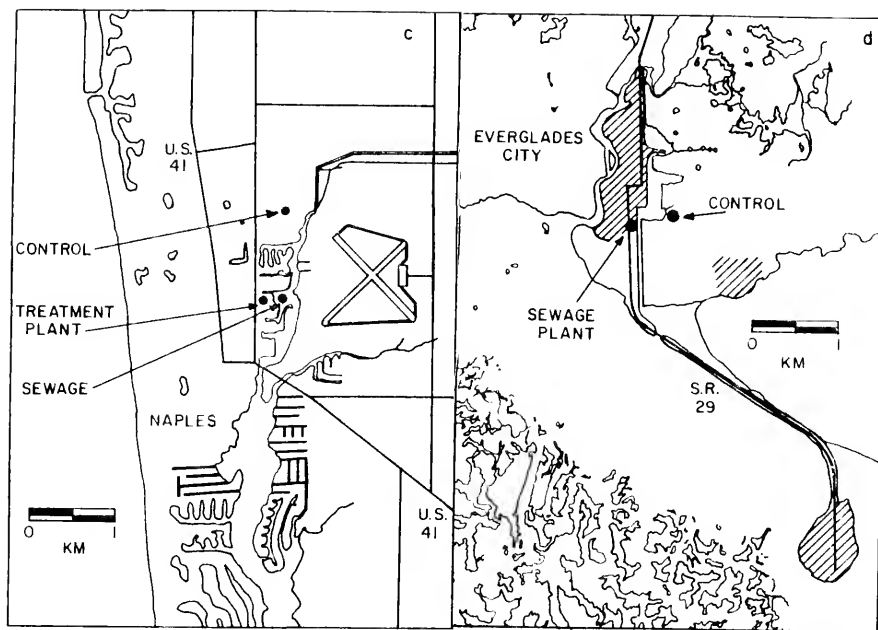 c
U.S.
41
CONTROL
TREATMENT
PLANT
SEWAGE
NAPLES
0 1
KM
U.S.
41
d
EVERGLADES
CITY
CONTROL
SEWAGE
PLANT
0 1
KM
S.R.
29